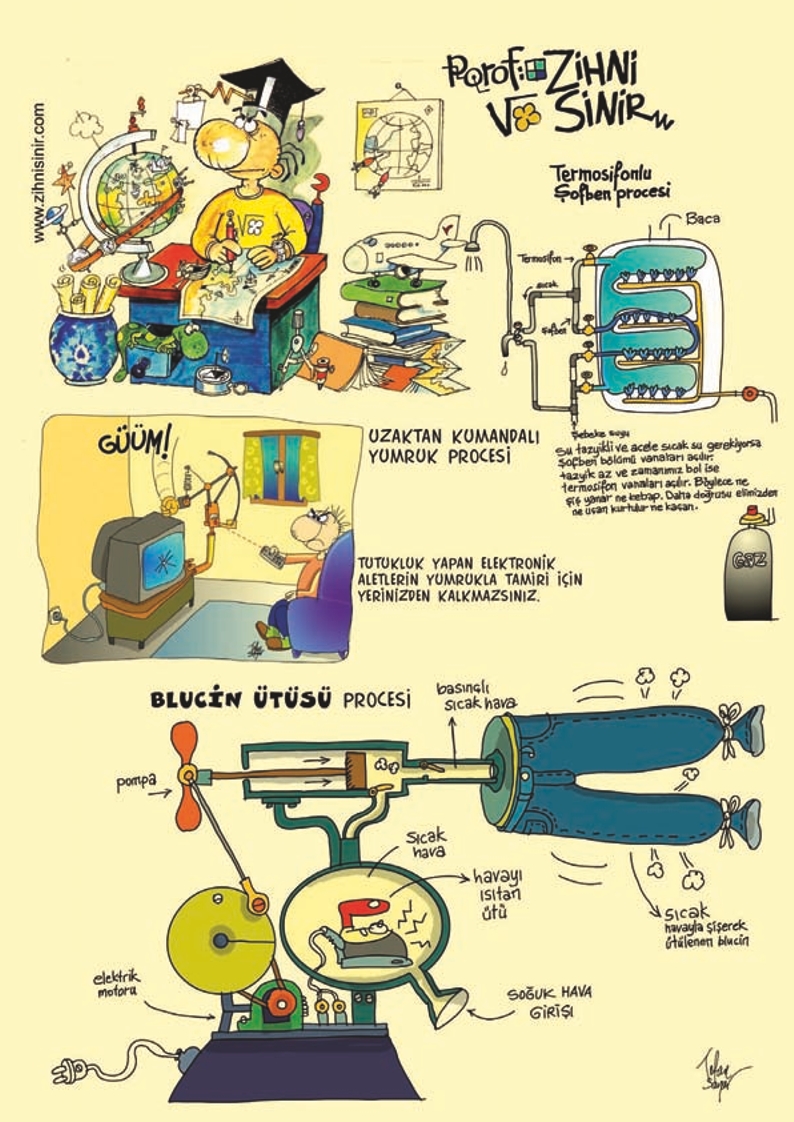 www.zihnisinir.com
Pqrof: ZİHNİ
SİNİR
Termosifonlu
Şofben procesi
Baca
Termosifon
sıcak
Şofben
Şebeke suyu
Su tazyikli ve acele sıcak su gerekiyorsa
Şofben bölümü vanaları açılır.
tazyik az ve zamanımız bol ise
termosifon vanaları açılır. Böylece ne
şiş yanar ne kebap. Daha doğrusu elimizden
ne uçan kurtulur ne kaçan.
GAZ
GÜÜM!
UZAKTAN KUMANDALI
YUMRUK PROCESİ
TUTUKLUK YAPAN ELEKTRONİK
ALETLERİN YUMRUKLA TAMİRİ İÇİN
YERİNİZDEN KALKMAZSINIZ.
BLUCİN ÜTÜSÜ PROCESİ
basınçlı
sıcak hava
pompa
sıcak
hava
havayı
ısıtan
ütü
sıcak
havayla şişerek
ütülenen blucin
elektrik
motoru
SOĞUK HAVA
GİRİŞİ